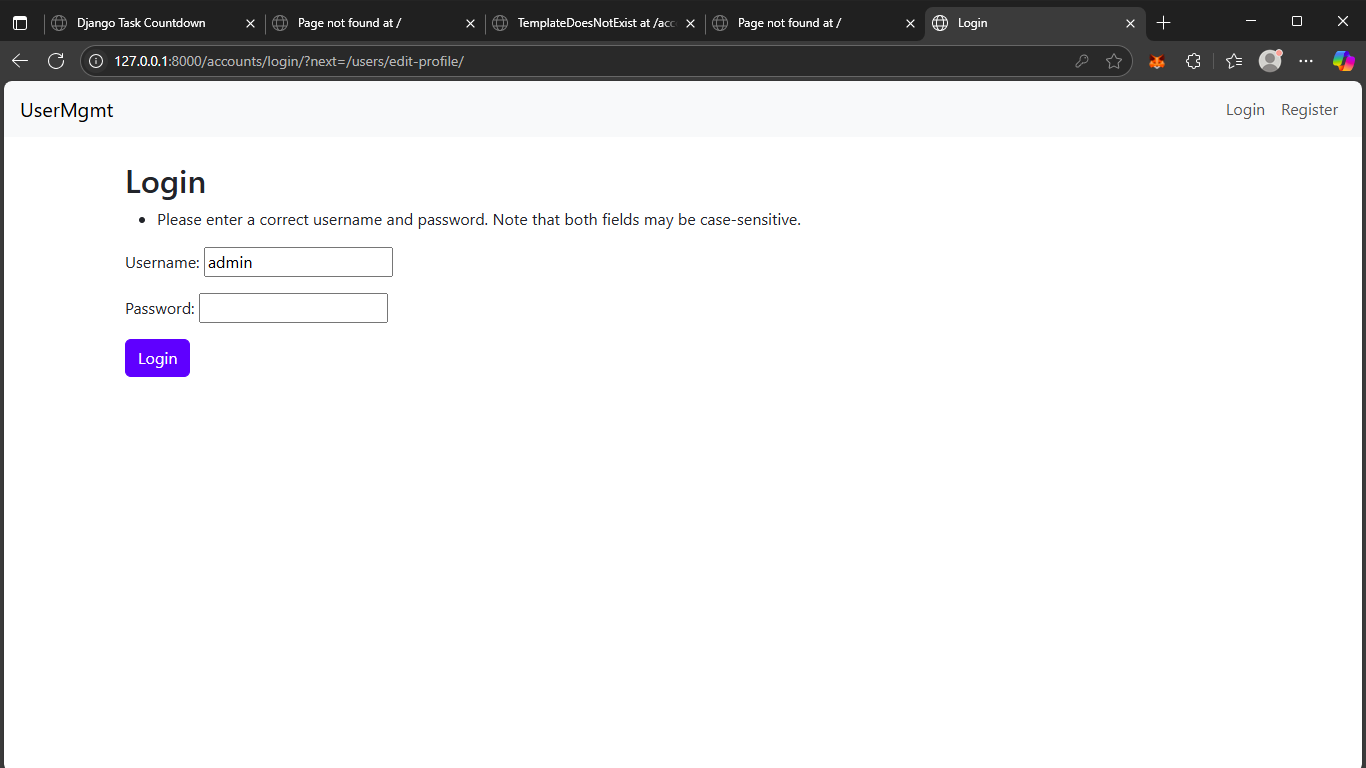 Django Task Countdown
Page not found at /
TemplateDoesNotExist at /acc
Page not found at /
Login
127.0.0.1:8000/accounts/login/?next=/users/edit-profile/
UserMgmt
Login
Register
Login
• Please enter a correct username and password. Note that both fields may be case-sensitive.
Username: admin
Password:
Login